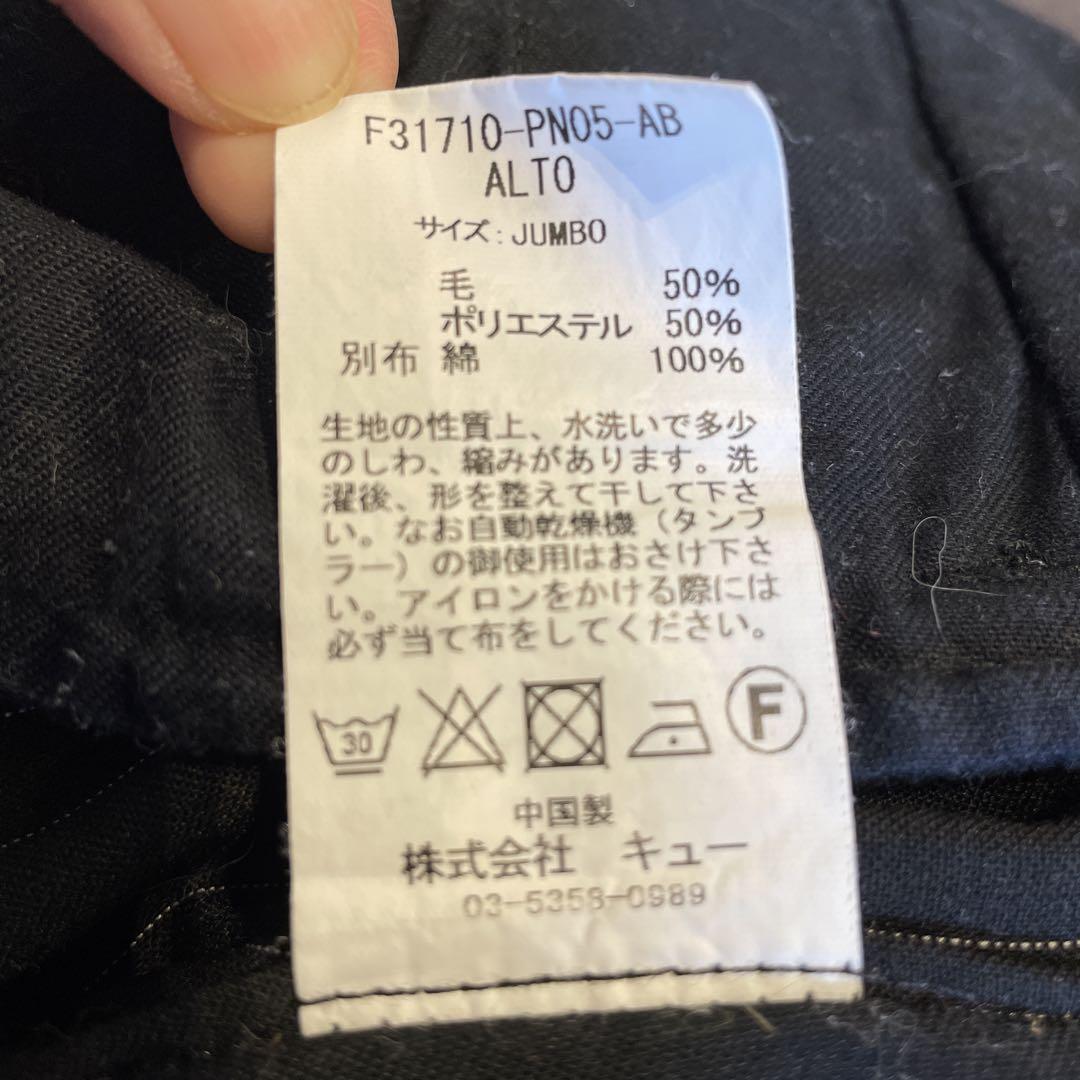 F31710-PN05-AB
ALTO
サイズ:JUMBO
毛 50%
ポリエステル 50%
別布 綿 100%
生地の性質上、水洗いで多少
のしわ、縮みがあります。洗
濯後、形を整えて干して下さ
い。なお自動乾燥機(タンブ
ラー)の御使用はおさけ下さ
い。アイロンをかける際には
必ず当て布をしてください。
30 F
中国製
株式会社 キュー
03-5358-0989